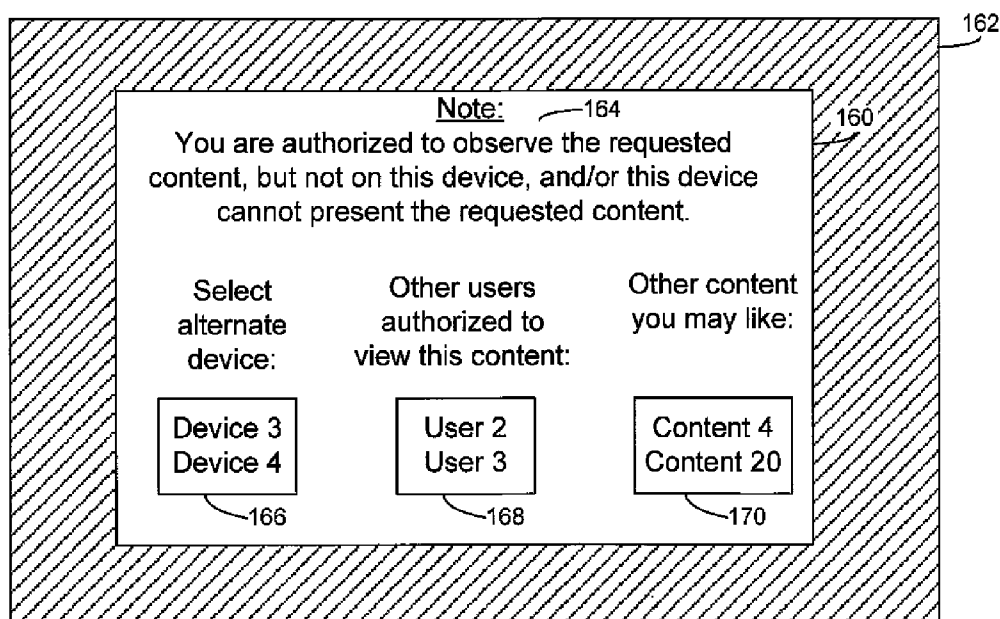 162
Note:
164
160
You are authorized to observe the requested
content, but not on this device, and/or this device
cannot present the requested content.
Select
alternate
device:
Other users
authorized to
view this content:
Other content
you may like:
Device 3
Device 4
166
User 2
User 3
168
Content 4
Content 20
170